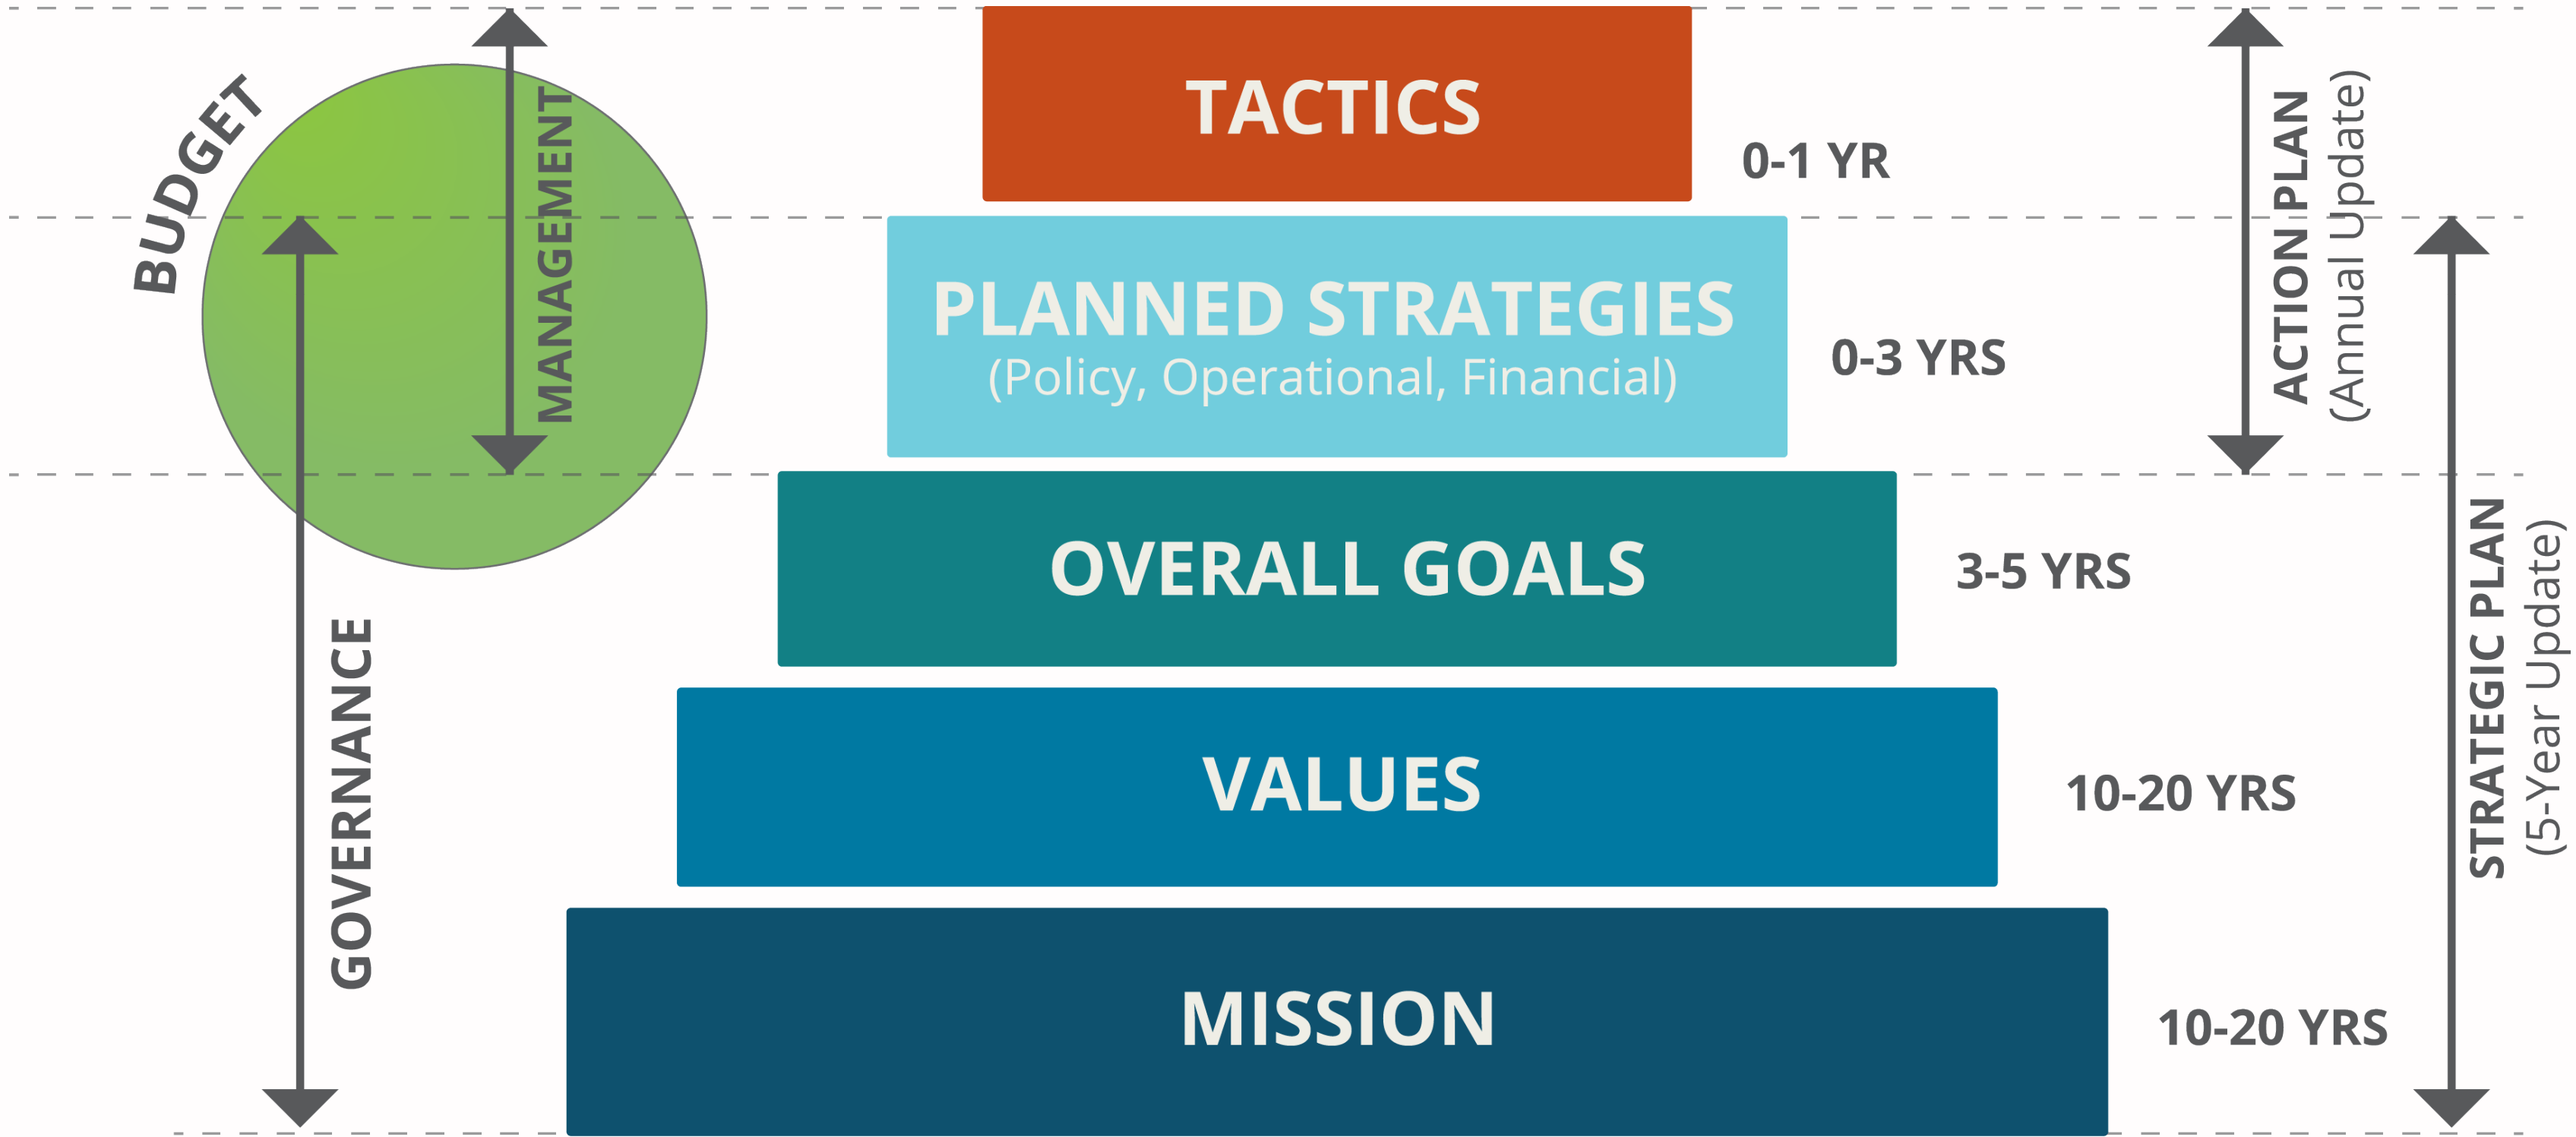 BUDGET
MANAGEMENT
GOVERNANCE
TACTICS
0-1 YR
PLANNED STRATEGIES
(Policy, Operational, Financial)
0-3 YRS
OVERALL GOALS
3-5 YRS
VALUES
10-20 YRS
MISSION
10-20 YRS
ACTION PLAN
(Annual Update)
STRATEGIC PLAN
(5-Year Update)